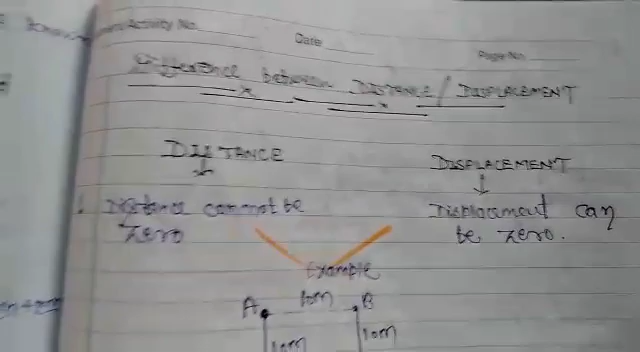 Activity No.
Date
Page No.
Difference between DISTANCE / DISPLACEMENT
DISTANCE
DISPLACEMENT
1. Distance cannot be
zero
Displacement can
be zero.
Example
A 10m B
10m 10m